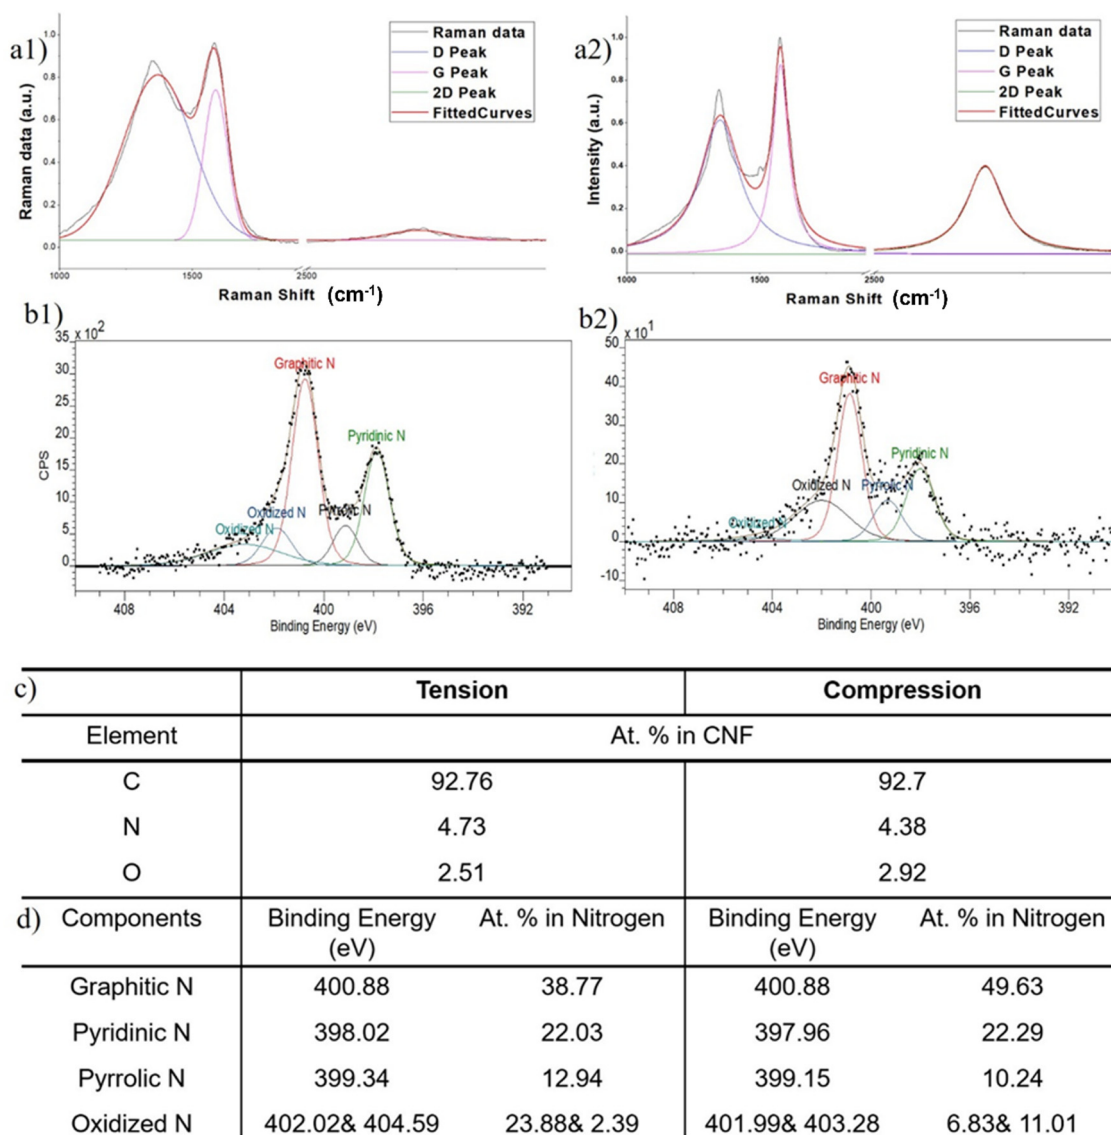 a1)
Raman data
D Peak
G Peak
2D Peak
FittedCurves
Raman data (a.u.)
1.0
0.8
0.6
0.4
0.2
0.0
1000
1500
2500
Raman Shift (cm-1)
a2)
Raman data
D Peak
G Peak
2D Peak
FittedCurves
Intensity (a.u.)
1.0
0.8
0.6
0.4
0.2
0.0
1000
1500
2500
Raman Shift (cm-1)
b1)
35 x 10²
30
25
20
15
10
5
0
CPS
Graphitic N
Pyridinic N
Oxidized N
Oxidized N
Pyrrolic N
408 404 400 396 392
Binding Energy (eV)
b2)
50 x 10¹
40
30
20
10
0
-10
Graphitic N
Pyridinic N
Oxidized N
Pyrrolic N
Oxidized N
408 404 400 396 392
Binding Energy (eV)
c) Tension Compression
Element At. % in CNF
C 92.76 92.7
N 4.73 4.38
O 2.51 2.92
d) Components Binding Energy (eV) At. % in Nitrogen Binding Energy (eV) At. % in Nitrogen
Graphitic N 400.88 38.77 400.88 49.63
Pyridinic N 398.02 22.03 397.96 22.29
Pyrrolic N 399.34 12.94 399.15 10.24
Oxidized N 402.02& 404.59 23.88& 2.39 401.99& 403.28 6.83& 11.01